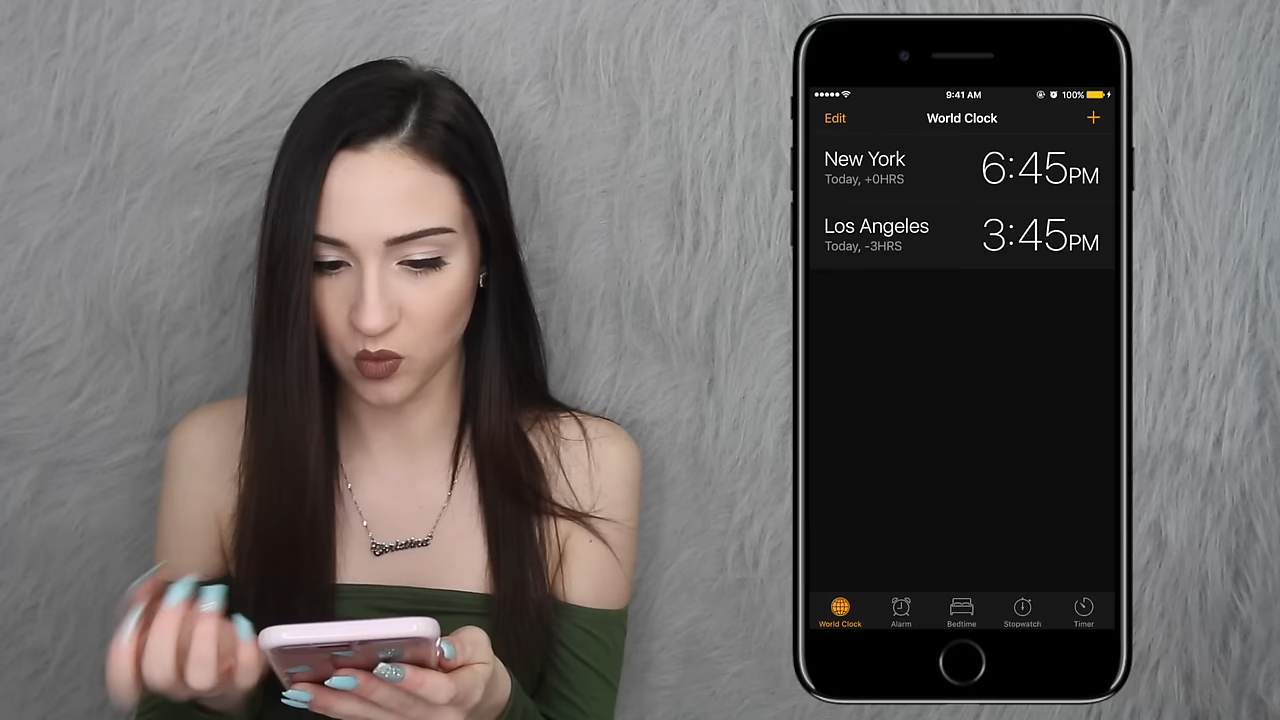 9:41 AM 100%
Edit World Clock +
New York 6:45PM
Today, +0HRS
Los Angeles 3:45PM
Today, -3HRS
World Clock Alarm Bedtime Stopwatch Timer
Christina